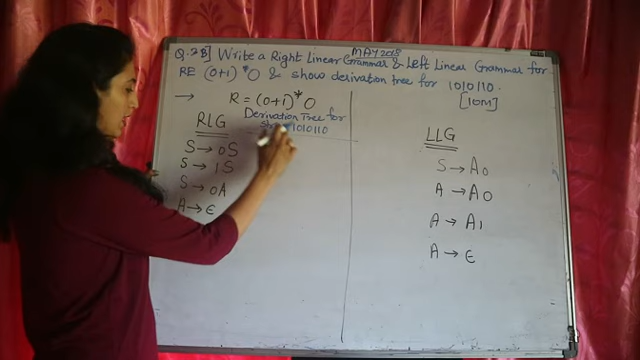 MAY 2018
Q.2B] Write a Right Linear Grammar & Left Linear Grammar for
RE (0+1)*0 & show derivation tree for 1010110.
[10M]
→ R = (0+1)*0
RLG
Derivation Tree for
1010110
S → 0S
S → 1S
S → 0A
A → ε
LLG
S → A0
A → A0
A → A1
A → ε